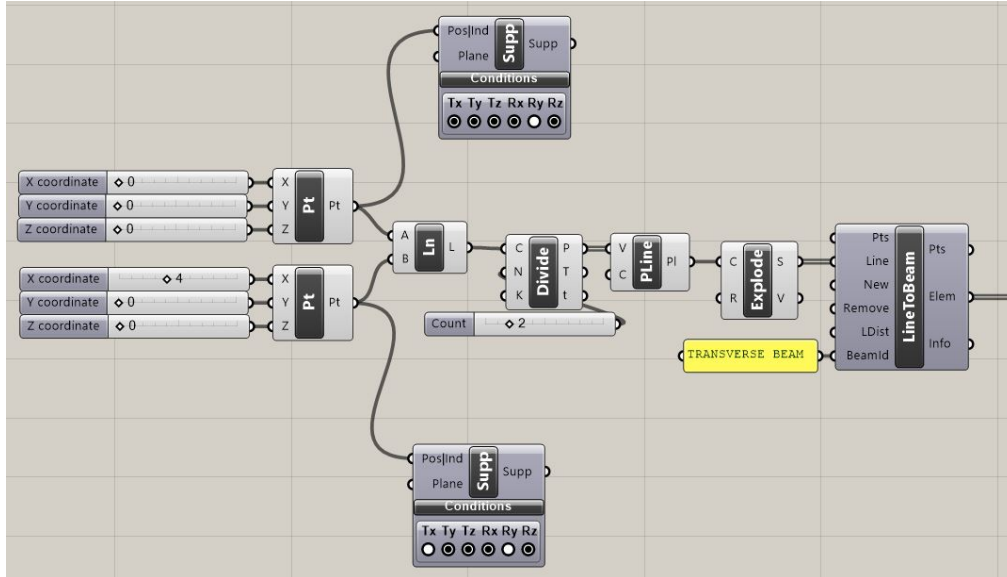 Pos|Ind
Plane
Supp
Supp
Conditions
Tx Ty Tz Rx Ry Rz
X coordinate 0
Y coordinate 0
Z coordinate 0
X
Y
Z
Pt
Pt
A
B
Ln
L
C
N
K
Divide
P
T
t
V
C
PLine
Pl
C
R
Explode
S
V
Pts
Line
New
Remove
LDist
BeamId
LineToBeam
Pts
Elem
Info
X coordinate 4
Y coordinate 0
Z coordinate 0
X
Y
Z
Pt
Pt
Count 2
TRANSVERSE BEAM
Pos|Ind
Plane
Supp
Supp
Conditions
Tx Ty Tz Rx Ry Rz